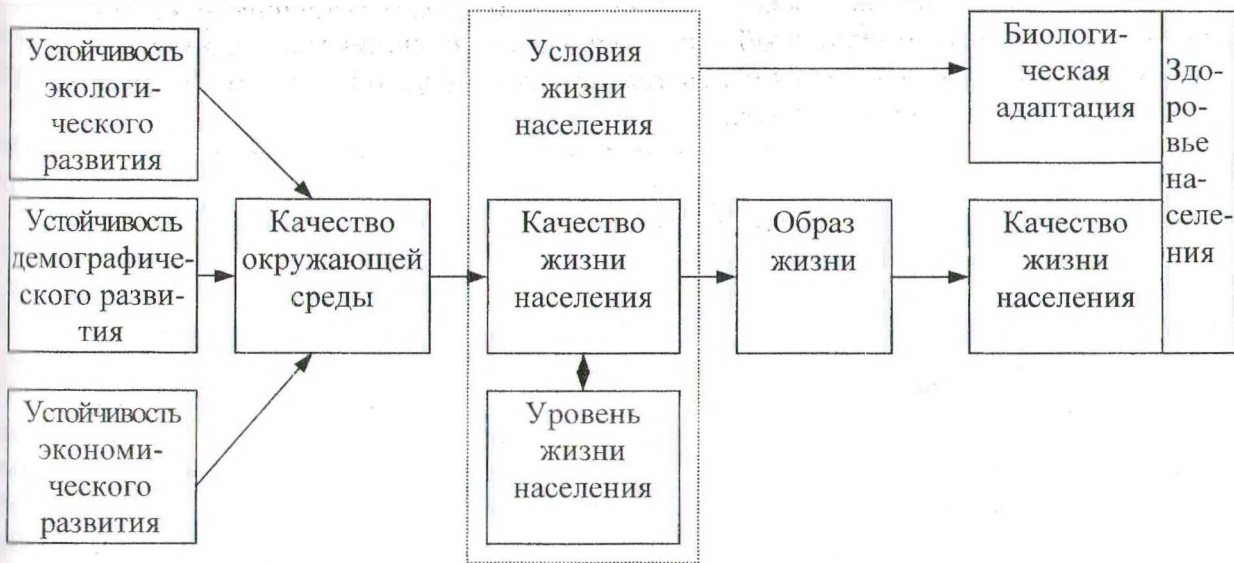 Устойчивость
экологи-
ческого
развития
Устойчивость
демографиче-
ского разви-
тия
Устойчивость
экономи-
ческого
развития
Качество
окружающей
среды
Условия
жизни
населения
Качество
жизни
населения
Уровень
жизни
населения
Образ
жизни
Биологи-
ческая
адаптация
Качество
жизни
населения
Здо-
ро-
вье
на-
селе-
ния